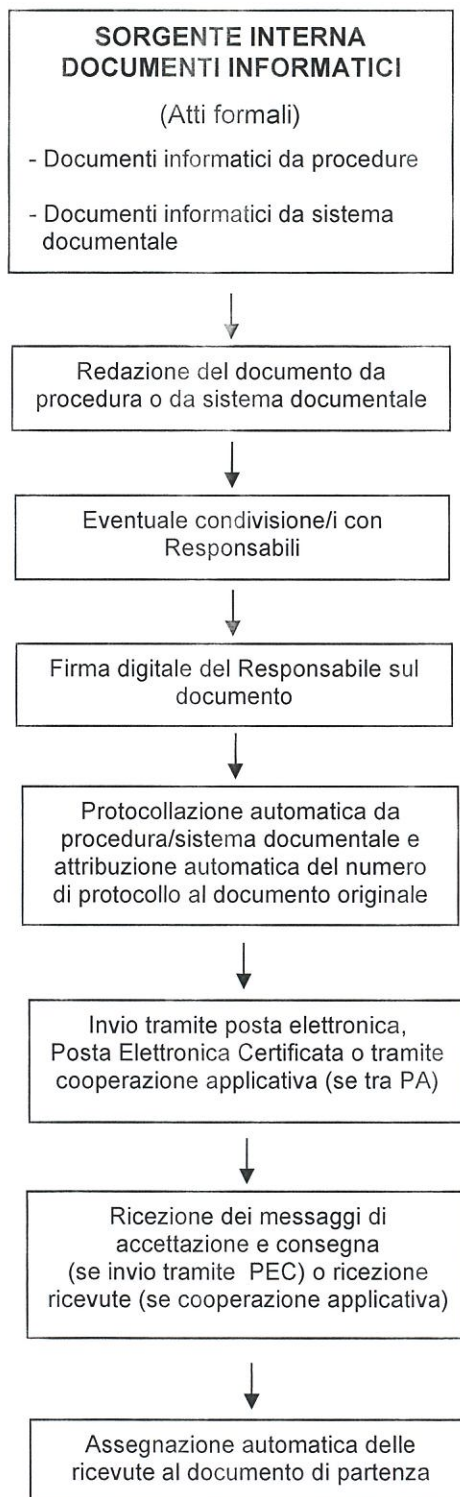 SORGENTE INTERNA
DOCUMENTI INFORMATICI
(Atti formali)
- Documenti informatici da procedure
- Documenti informatici da sistema
documentale
Redazione del documento da
procedura o da sistema documentale
Eventuale condivisione/i con
Responsabili
Firma digitale del Responsabile sul
documento
Protocollazione automatica da
procedura/sistema documentale e
attribuzione automatica del numero
di protocollo al documento originale
Invio tramite posta elettronica,
Posta Elettronica Certificata o tramite
cooperazione applicativa (se tra PA)
Ricezione dei messaggi di
accettazione e consegna
(se invio tramite PEC) o ricezione
ricevute (se cooperazione applicativa)
Assegnazione automatica delle
ricevute al documento di partenza